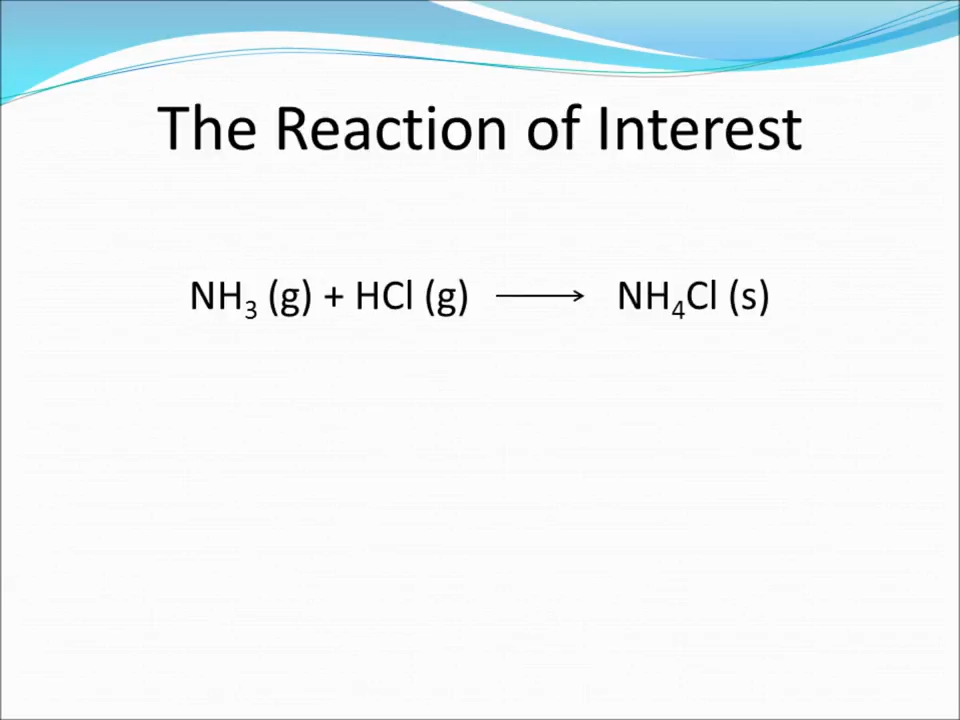 The Reaction of Interest
NH₃ (g) + HCl (g) ⟶ NH₄Cl (s)